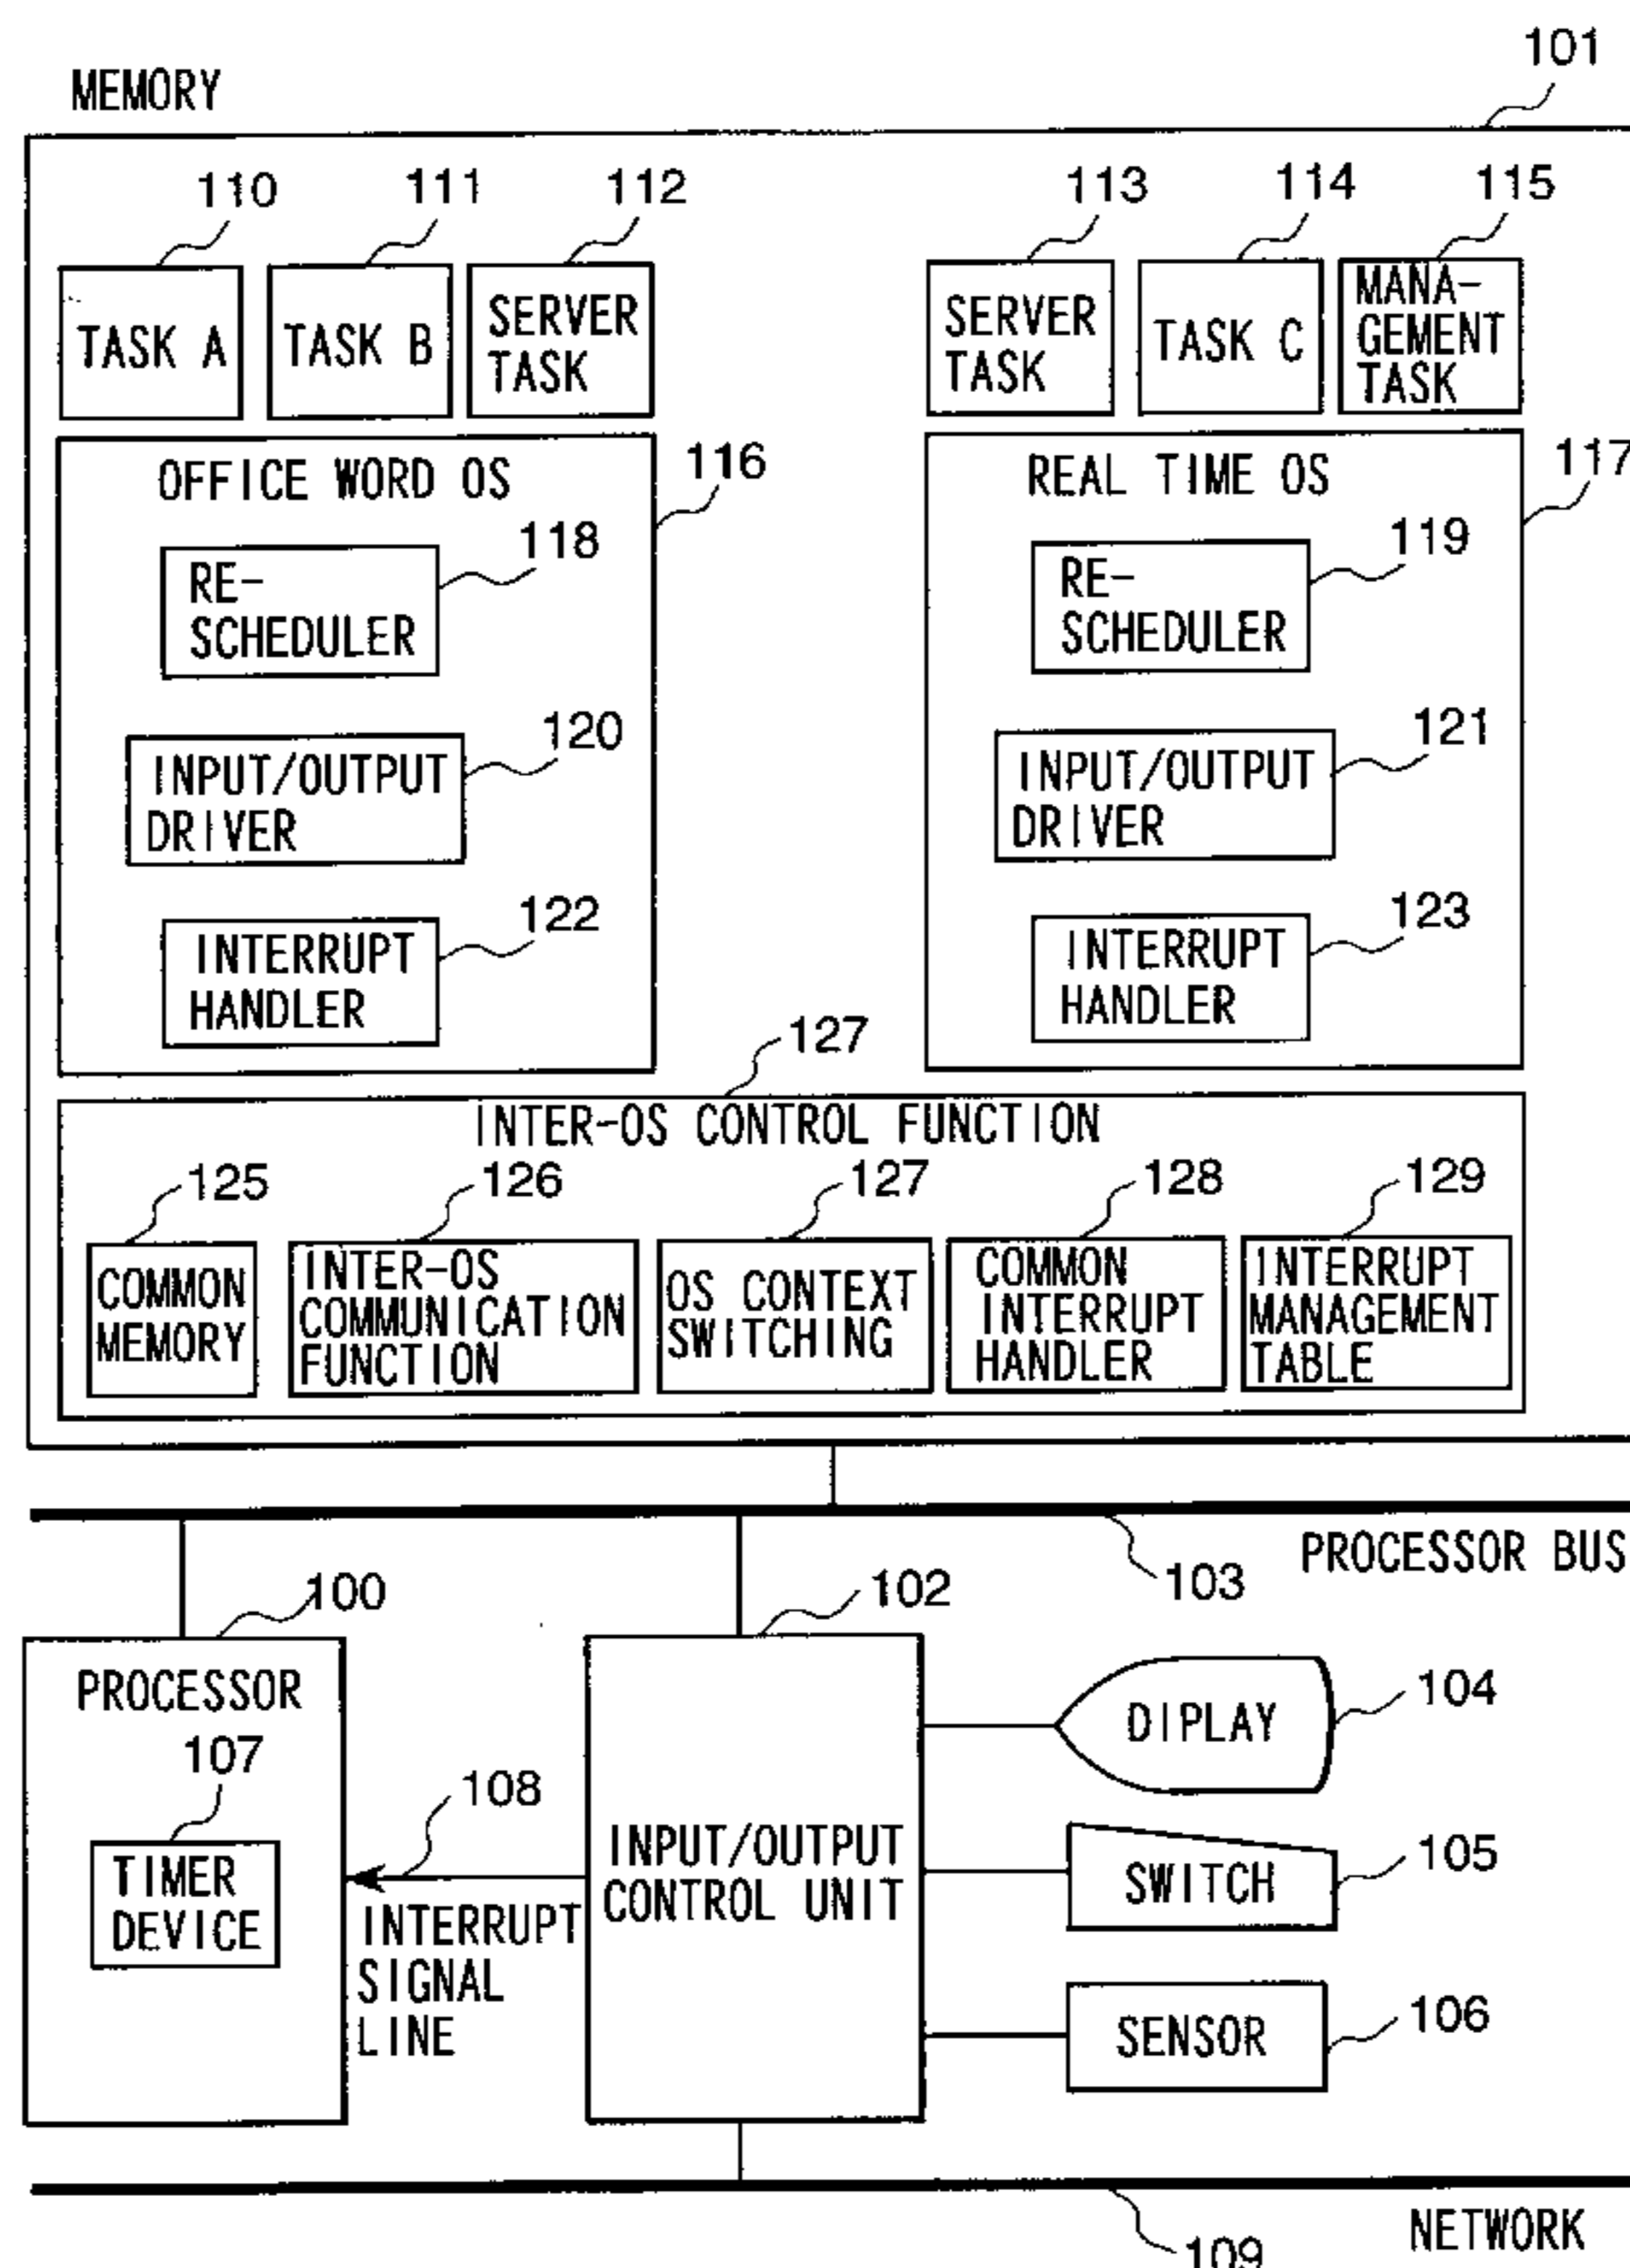 101
MEMORY
110
111
112
113
114
115
TASK A
TASK B
SERVER
TASK
SERVER
TASK
TASK C
MANA-
GEMENT
TASK
OFFICE WORD OS
116
REAL TIME OS
117
118
RE-
SCHEDULER
119
RE-
SCHEDULER
120
INPUT/OUTPUT
DRIVER
121
INPUT/OUTPUT
DRIVER
122
INTERRUPT
HANDLER
123
INTERRUPT
HANDLER
127
INTER-OS CONTROL FUNCTION
125
126
127
128
129
COMMON
MEMORY
INTER-OS
COMMUNICATION
FUNCTION
OS CONTEXT
SWITCHING
COMMON
INTERRUPT
HANDLER
INTERRUPT
MANAGEMENT
TABLE
PROCESSOR BUS
103
100
102
PROCESSOR
107
TIMER
DEVICE
108
INTERRUPT
SIGNAL
LINE
INPUT/OUTPUT
CONTROL UNIT
DIPLAY
104
SWITCH
105
SENSOR
106
NETWORK
109